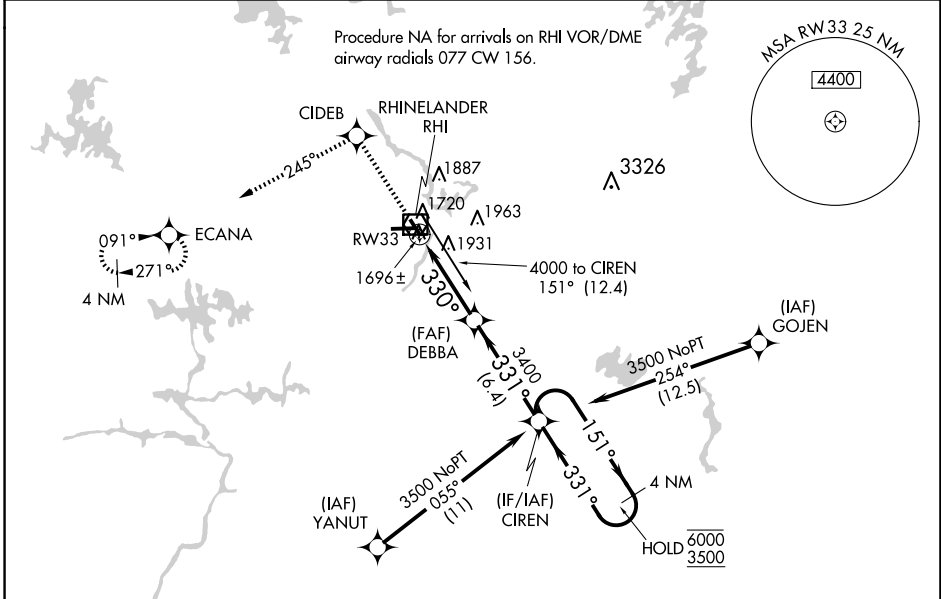 Procedure NA for arrivals on RHI VOR/DME
airway radials 077 CW 156.
MSA RW33 25 NM
4400
CIDEB
RHINELANDER
RHI
245°
1887
3326
1720
1963
091°
ECANA
RW33
1931
271°
4 NM
1696±
4000 to CIREN
151° (12.4)
330°
(FAF)
DEBBA
(IAF)
GOJEN
3400
331°
(6.4)
3500 NoPT
254°
(12.5)
151°
3500 NoPT
055°
(11)
331°
4 NM
(IAF)
YANUT
(IF/IAF)
CIREN
HOLD 6000
3500